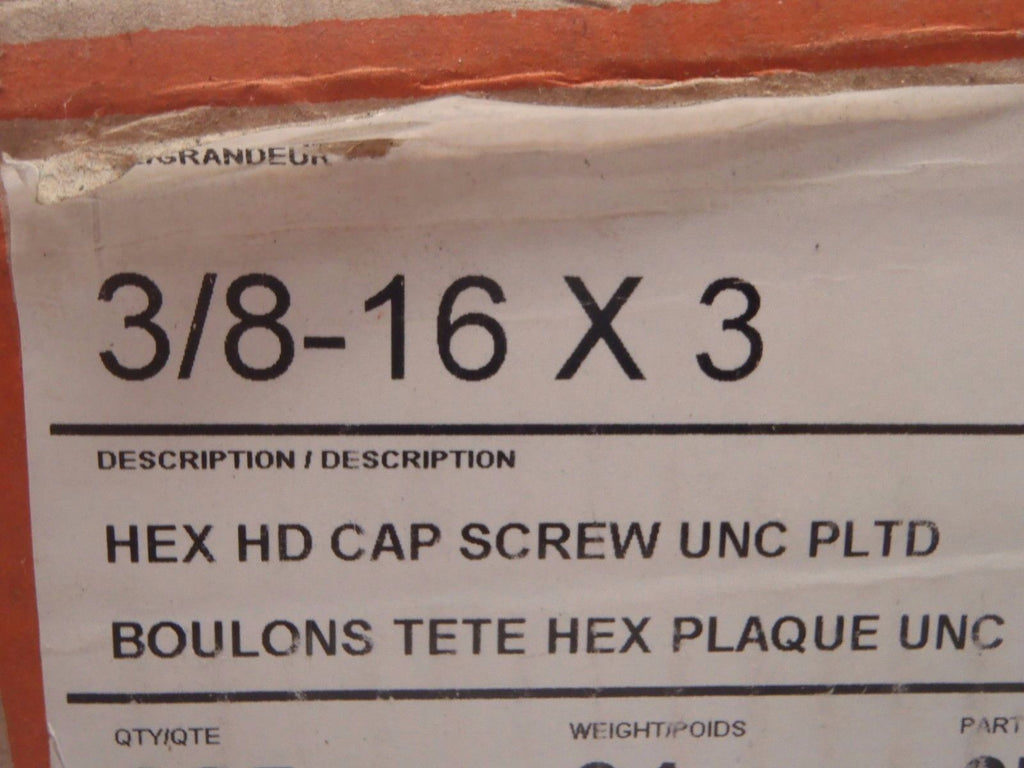 /GRANDEUR
3/8-16 X 3
DESCRIPTION / DESCRIPTION
HEX HD CAP SCREW UNC PLTD
BOULONS TETE HEX PLAQUE UNC
QTY/QTE WEIGHT/POIDS PART